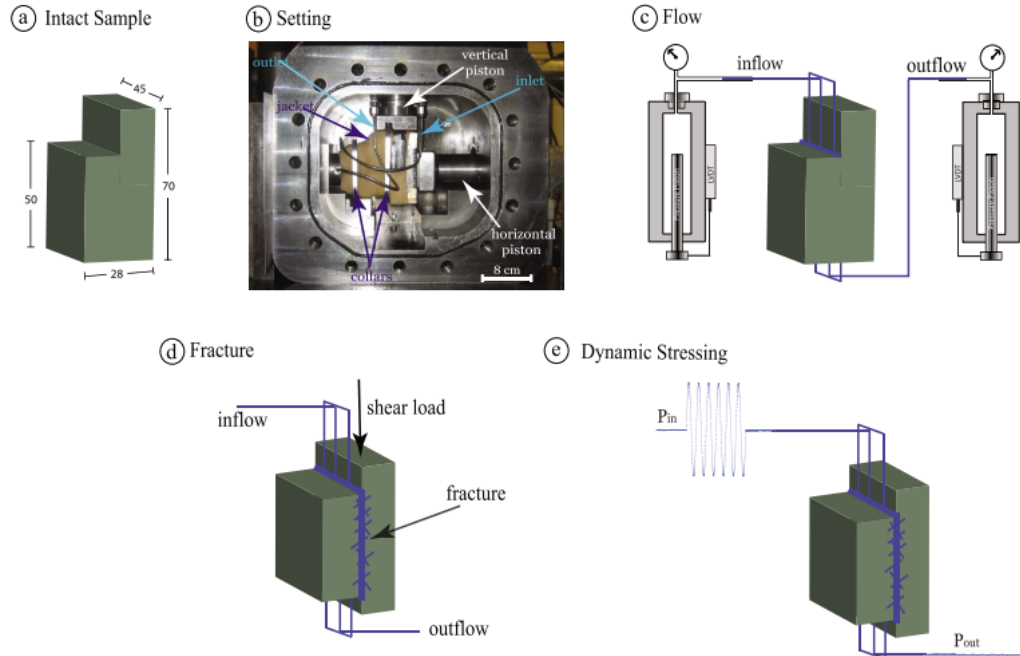 a Intact Sample
45
50
70
28
b Setting
outlet
vertical
piston
inlet
jacket
horizontal
piston
collars
8 cm
c Flow
inflow
outflow
LVDT
LVDT
d Fracture
inflow
shear load
fracture
outflow
e Dynamic Stressing
Pin
Pout